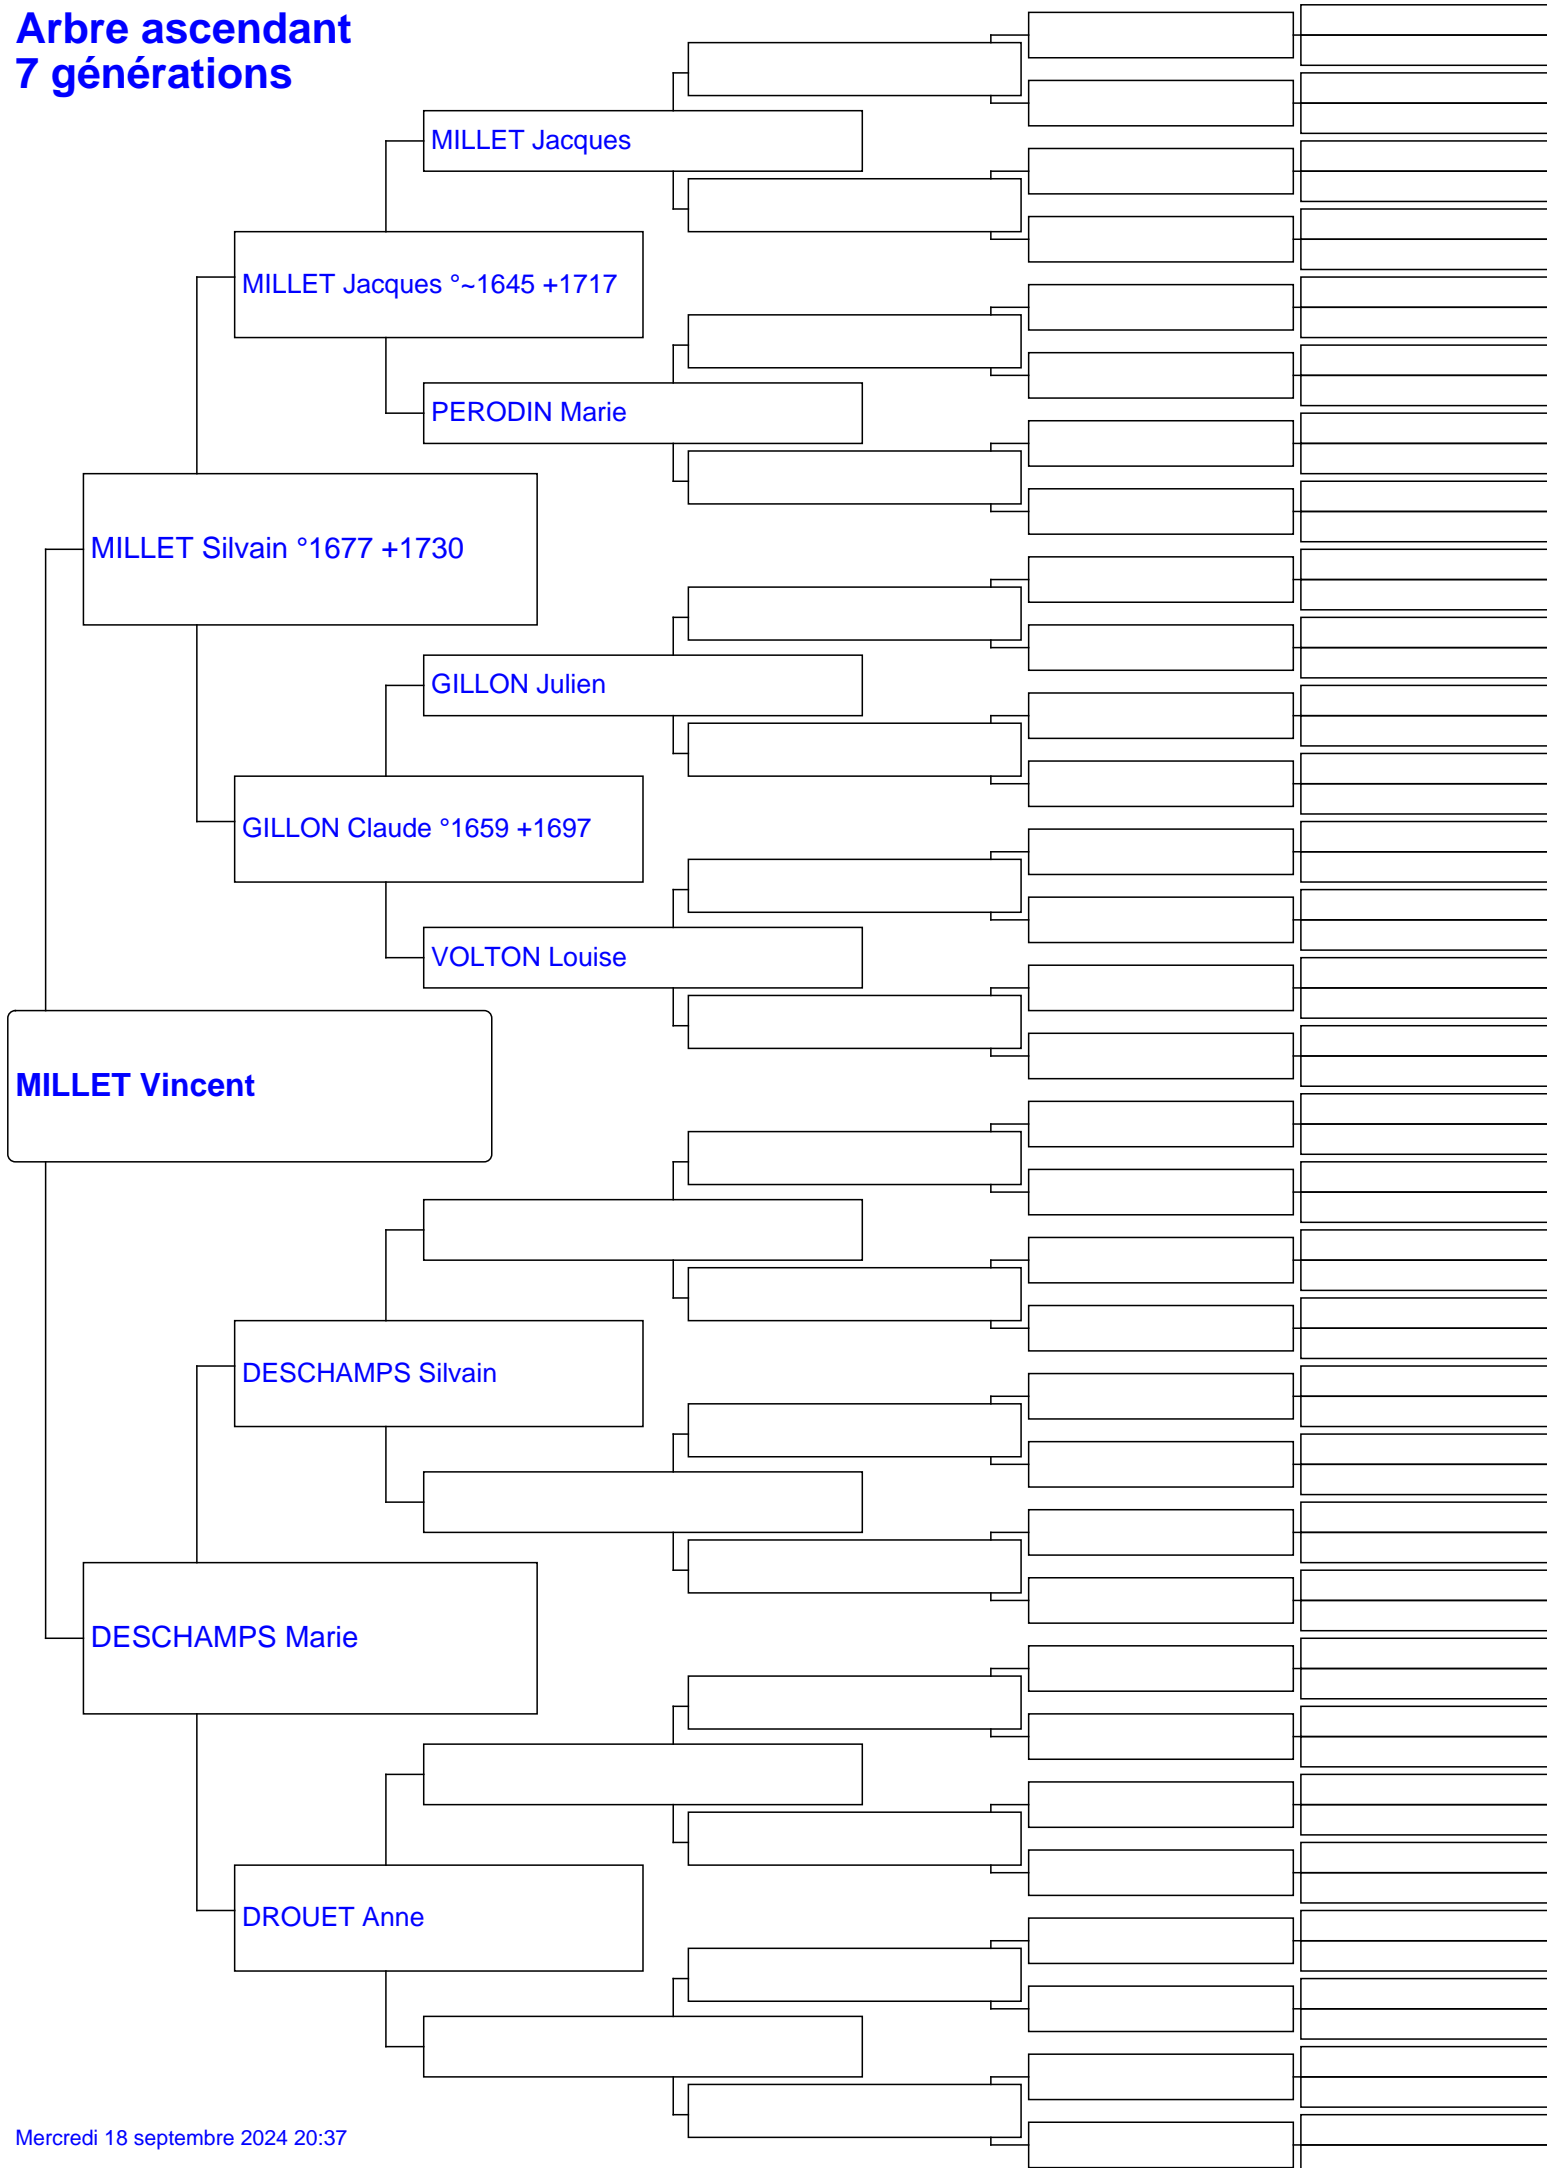 Arbre ascendant
7 générations
MILLET Jacques
MILLET Jacques °~1645 +1717
PERODIN Marie
MILLET Silvain °1677 +1730
GILLON Julien
GILLON Claude °1659 +1697
VOLTON Louise
MILLET Vincent
DESCHAMPS Silvain
DESCHAMPS Marie
DROUET Anne
Mercredi 18 septembre 2024 20:37